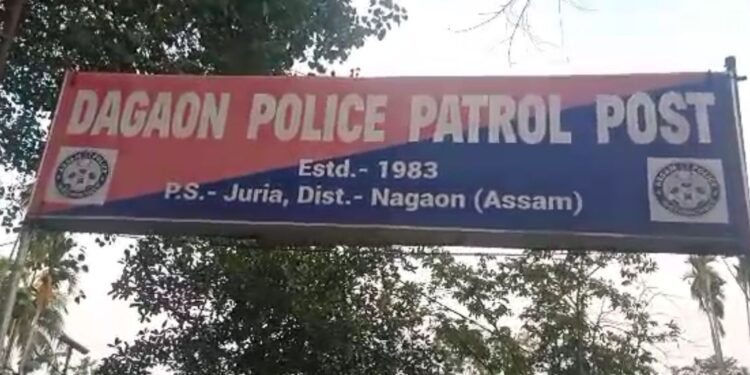 DAGAON POLICE PATROL POST
Estd.- 1983
P.S.- Juria, Dist.- Nagaon (Assam)